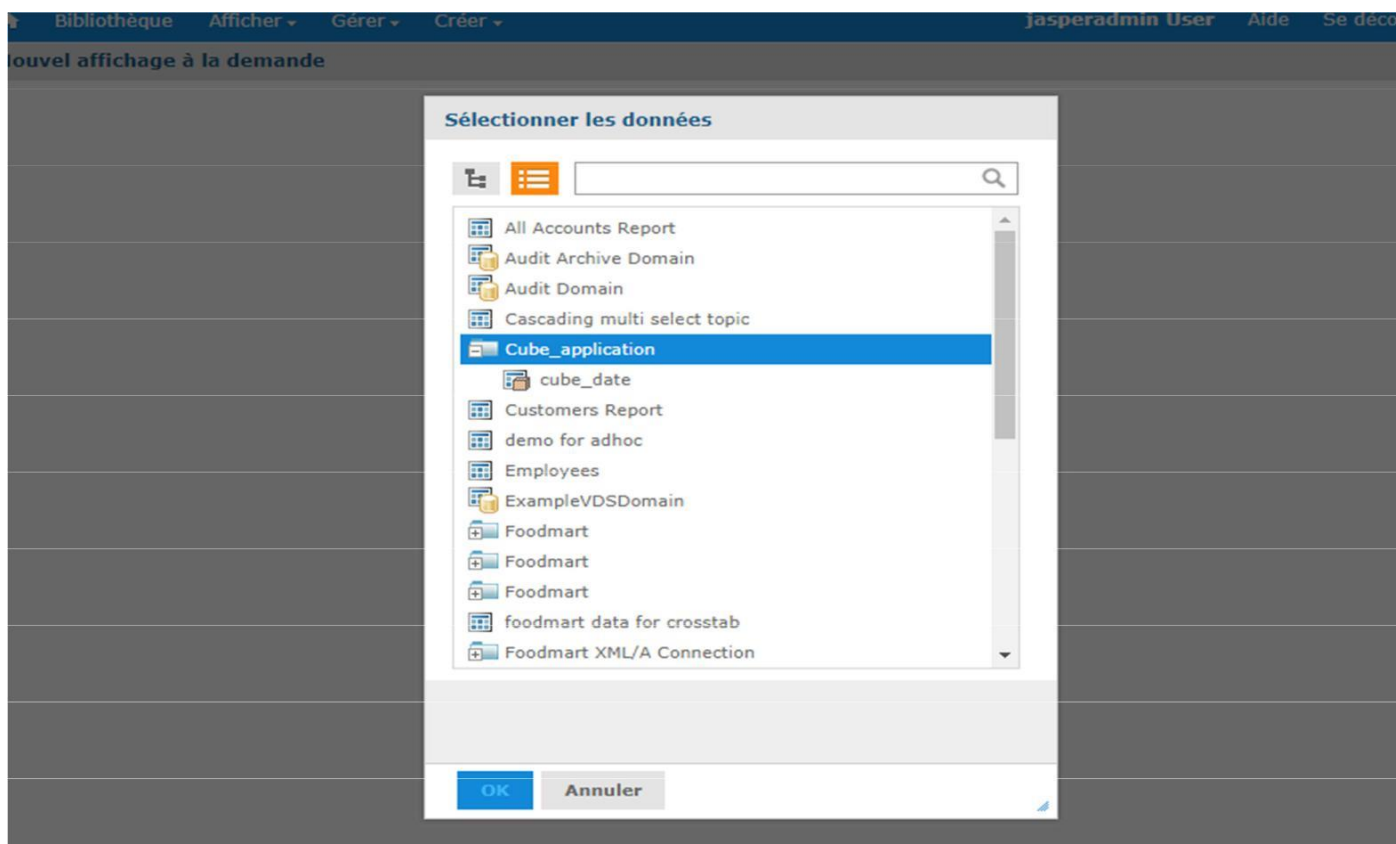 Bibliothèque Afficher Gérer Créer jasperadmin User Aide Se déco
ouvel affichage à la demande
Sélectionner les données
All Accounts Report
Audit Archive Domain
Audit Domain
Cascading multi select topic
Cube_application
cube_date
Customers Report
demo for adhoc
Employees
ExampleVDSDomain
Foodmart
Foodmart
Foodmart
foodmart data for crosstab
Foodmart XML/A Connection
OK Annuler